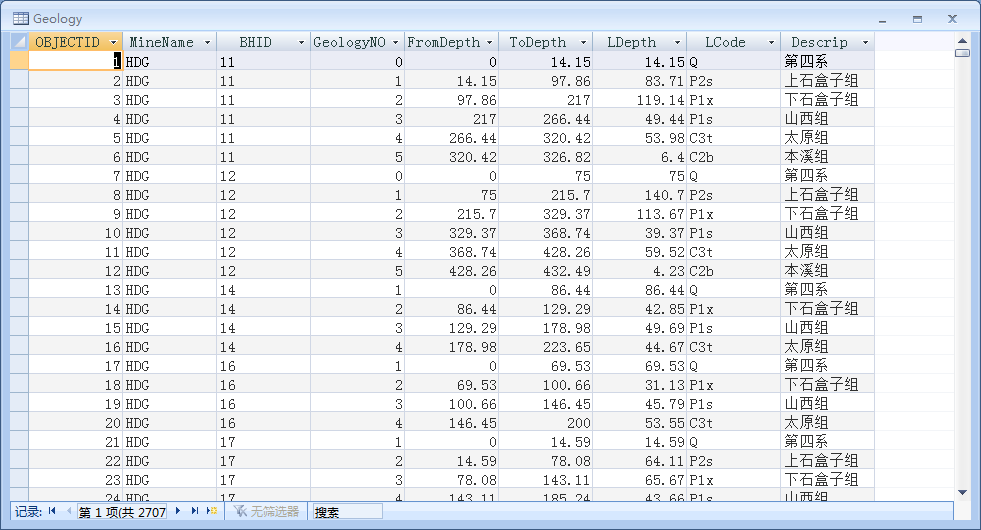 Geology
OBJECTID MineName BHID GeologyNO FromDepth ToDepth LDepth LCode Descrip
1 HDG 11 0 0 14.15 14.15 Q 第四系
2 HDG 11 1 14.15 97.86 83.71 P2s 上石盒子组
3 HDG 11 2 97.86 217 119.14 P1x 下石盒子组
4 HDG 11 3 217 266.44 49.44 P1s 山西组
5 HDG 11 4 266.44 320.42 53.98 C3t 太原组
6 HDG 11 5 320.42 326.82 6.4 C2b 本溪组
7 HDG 12 0 0 75 75 Q 第四系
8 HDG 12 1 75 215.7 140.7 P2s 上石盒子组
9 HDG 12 2 215.7 329.37 113.67 P1x 下石盒子组
10 HDG 12 3 329.37 368.74 39.37 P1s 山西组
11 HDG 12 4 368.74 428.26 59.52 C3t 太原组
12 HDG 12 5 428.26 432.49 4.23 C2b 本溪组
13 HDG 14 1 0 86.44 86.44 Q 第四系
14 HDG 14 2 86.44 129.29 42.85 P1x 下石盒子组
15 HDG 14 3 129.29 178.98 49.69 P1s 山西组
16 HDG 14 4 178.98 223.65 44.67 C3t 太原组
17 HDG 16 1 0 69.53 69.53 Q 第四系
18 HDG 16 2 69.53 100.66 31.13 P1x 下石盒子组
19 HDG 16 3 100.66 146.45 45.79 P1s 山西组
20 HDG 16 4 146.45 200 53.55 C3t 太原组
21 HDG 17 1 0 14.59 14.59 Q 第四系
22 HDG 17 2 14.59 78.08 64.11 P2s 上石盒子组
23 HDG 17 3 78.08 143.11 65.67 P1x 下石盒子组
24 HDG 17 4 143.11 185.24 43.66 P1s 山西组
记录: 第 1 项(共 2707 无筛选器 搜索